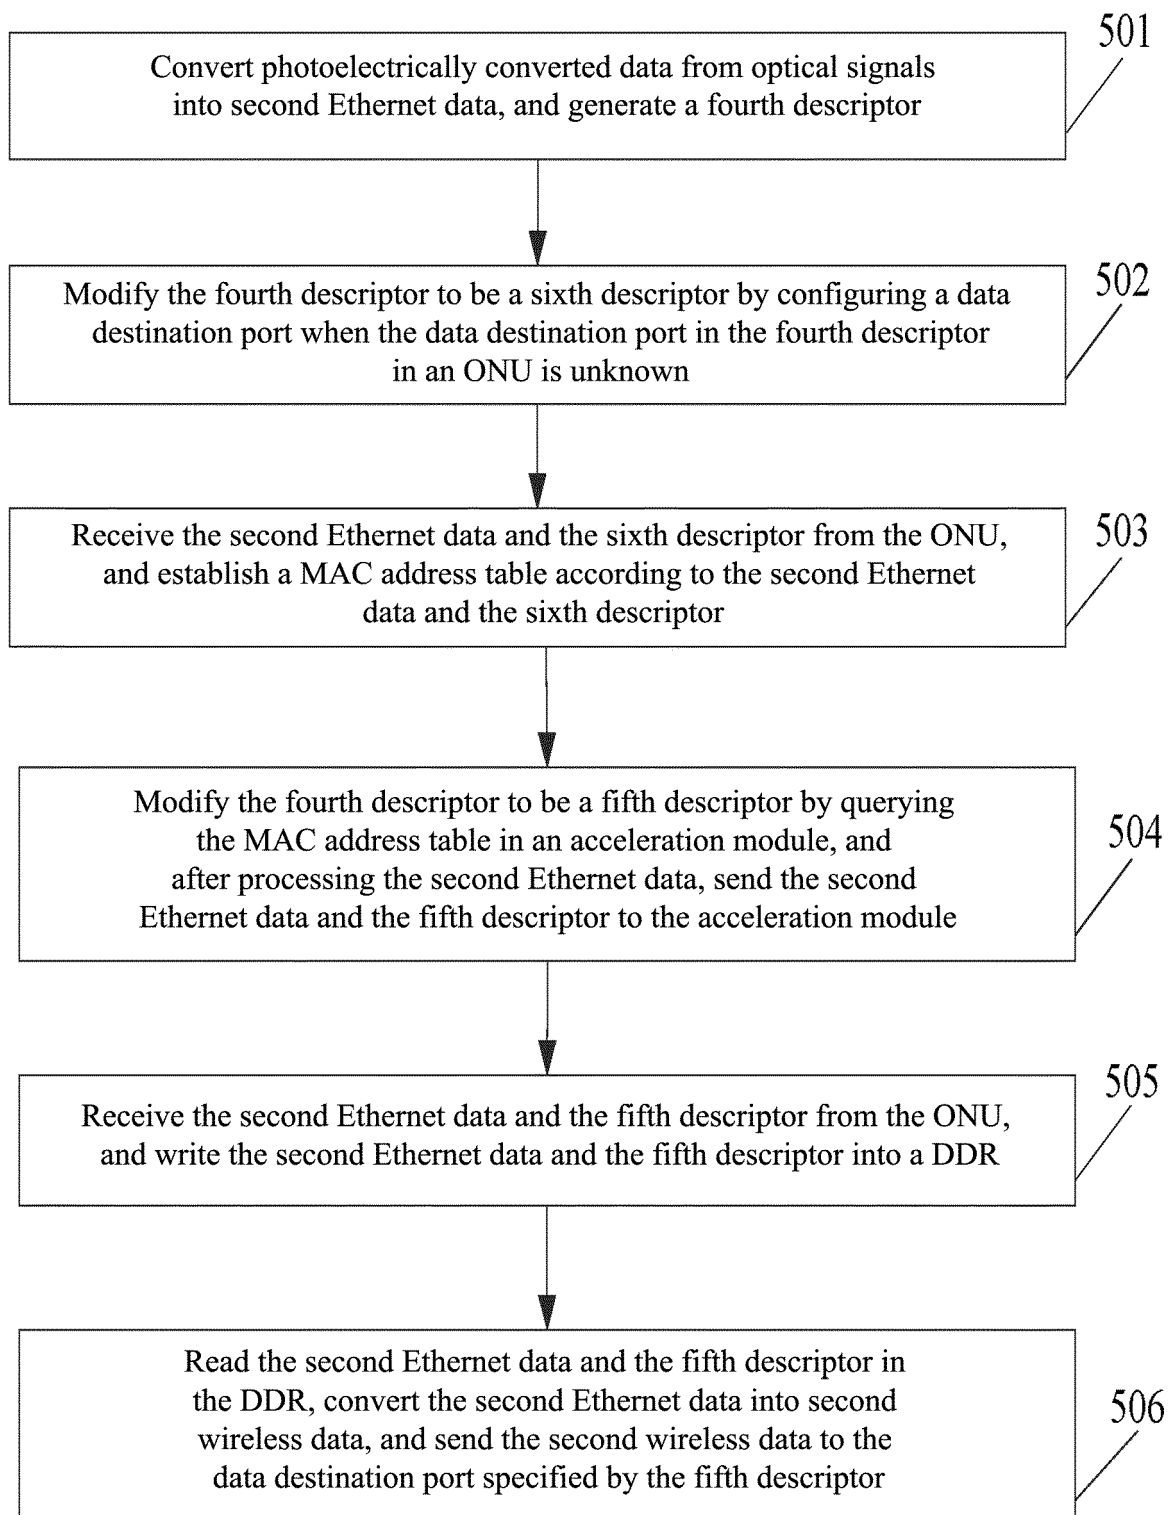 501
Convert photoelectrically converted data from optical signals
into second Ethernet data, and generate a fourth descriptor
502
Modify the fourth descriptor to be a sixth descriptor by configuring a data
destination port when the data destination port in the fourth descriptor
in an ONU is unknown
503
Receive the second Ethernet data and the sixth descriptor from the ONU,
and establish a MAC address table according to the second Ethernet
data and the sixth descriptor
504
Modify the fourth descriptor to be a fifth descriptor by querying
the MAC address table in an acceleration module, and
after processing the second Ethernet data, send the second
Ethernet data and the fifth descriptor to the acceleration module
505
Receive the second Ethernet data and the fifth descriptor from the ONU,
and write the second Ethernet data and the fifth descriptor into a DDR
506
Read the second Ethernet data and the fifth descriptor in
the DDR, convert the second Ethernet data into second
wireless data, and send the second wireless data to the
data destination port specified by the fifth descriptor